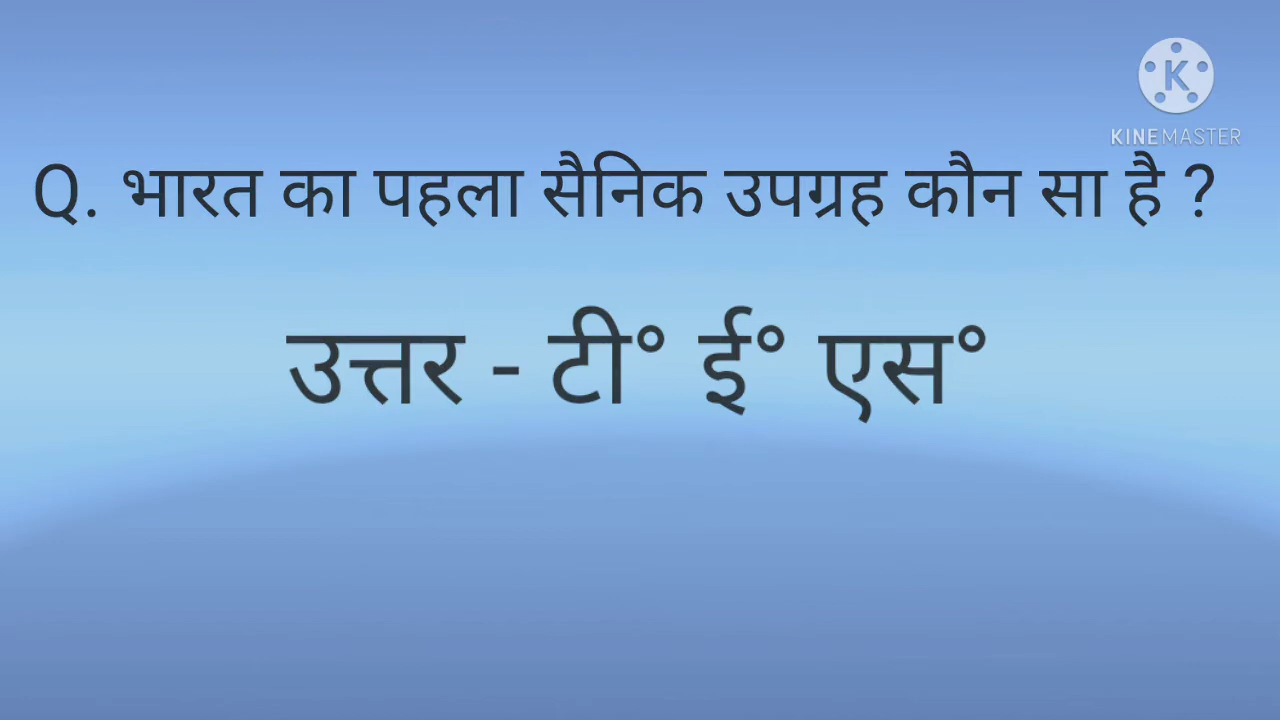 K
KINEMASTER
Q. भारत का पहला सैनिक उपग्रह कौन सा है ?
उत्तर - टी° ई° एस°